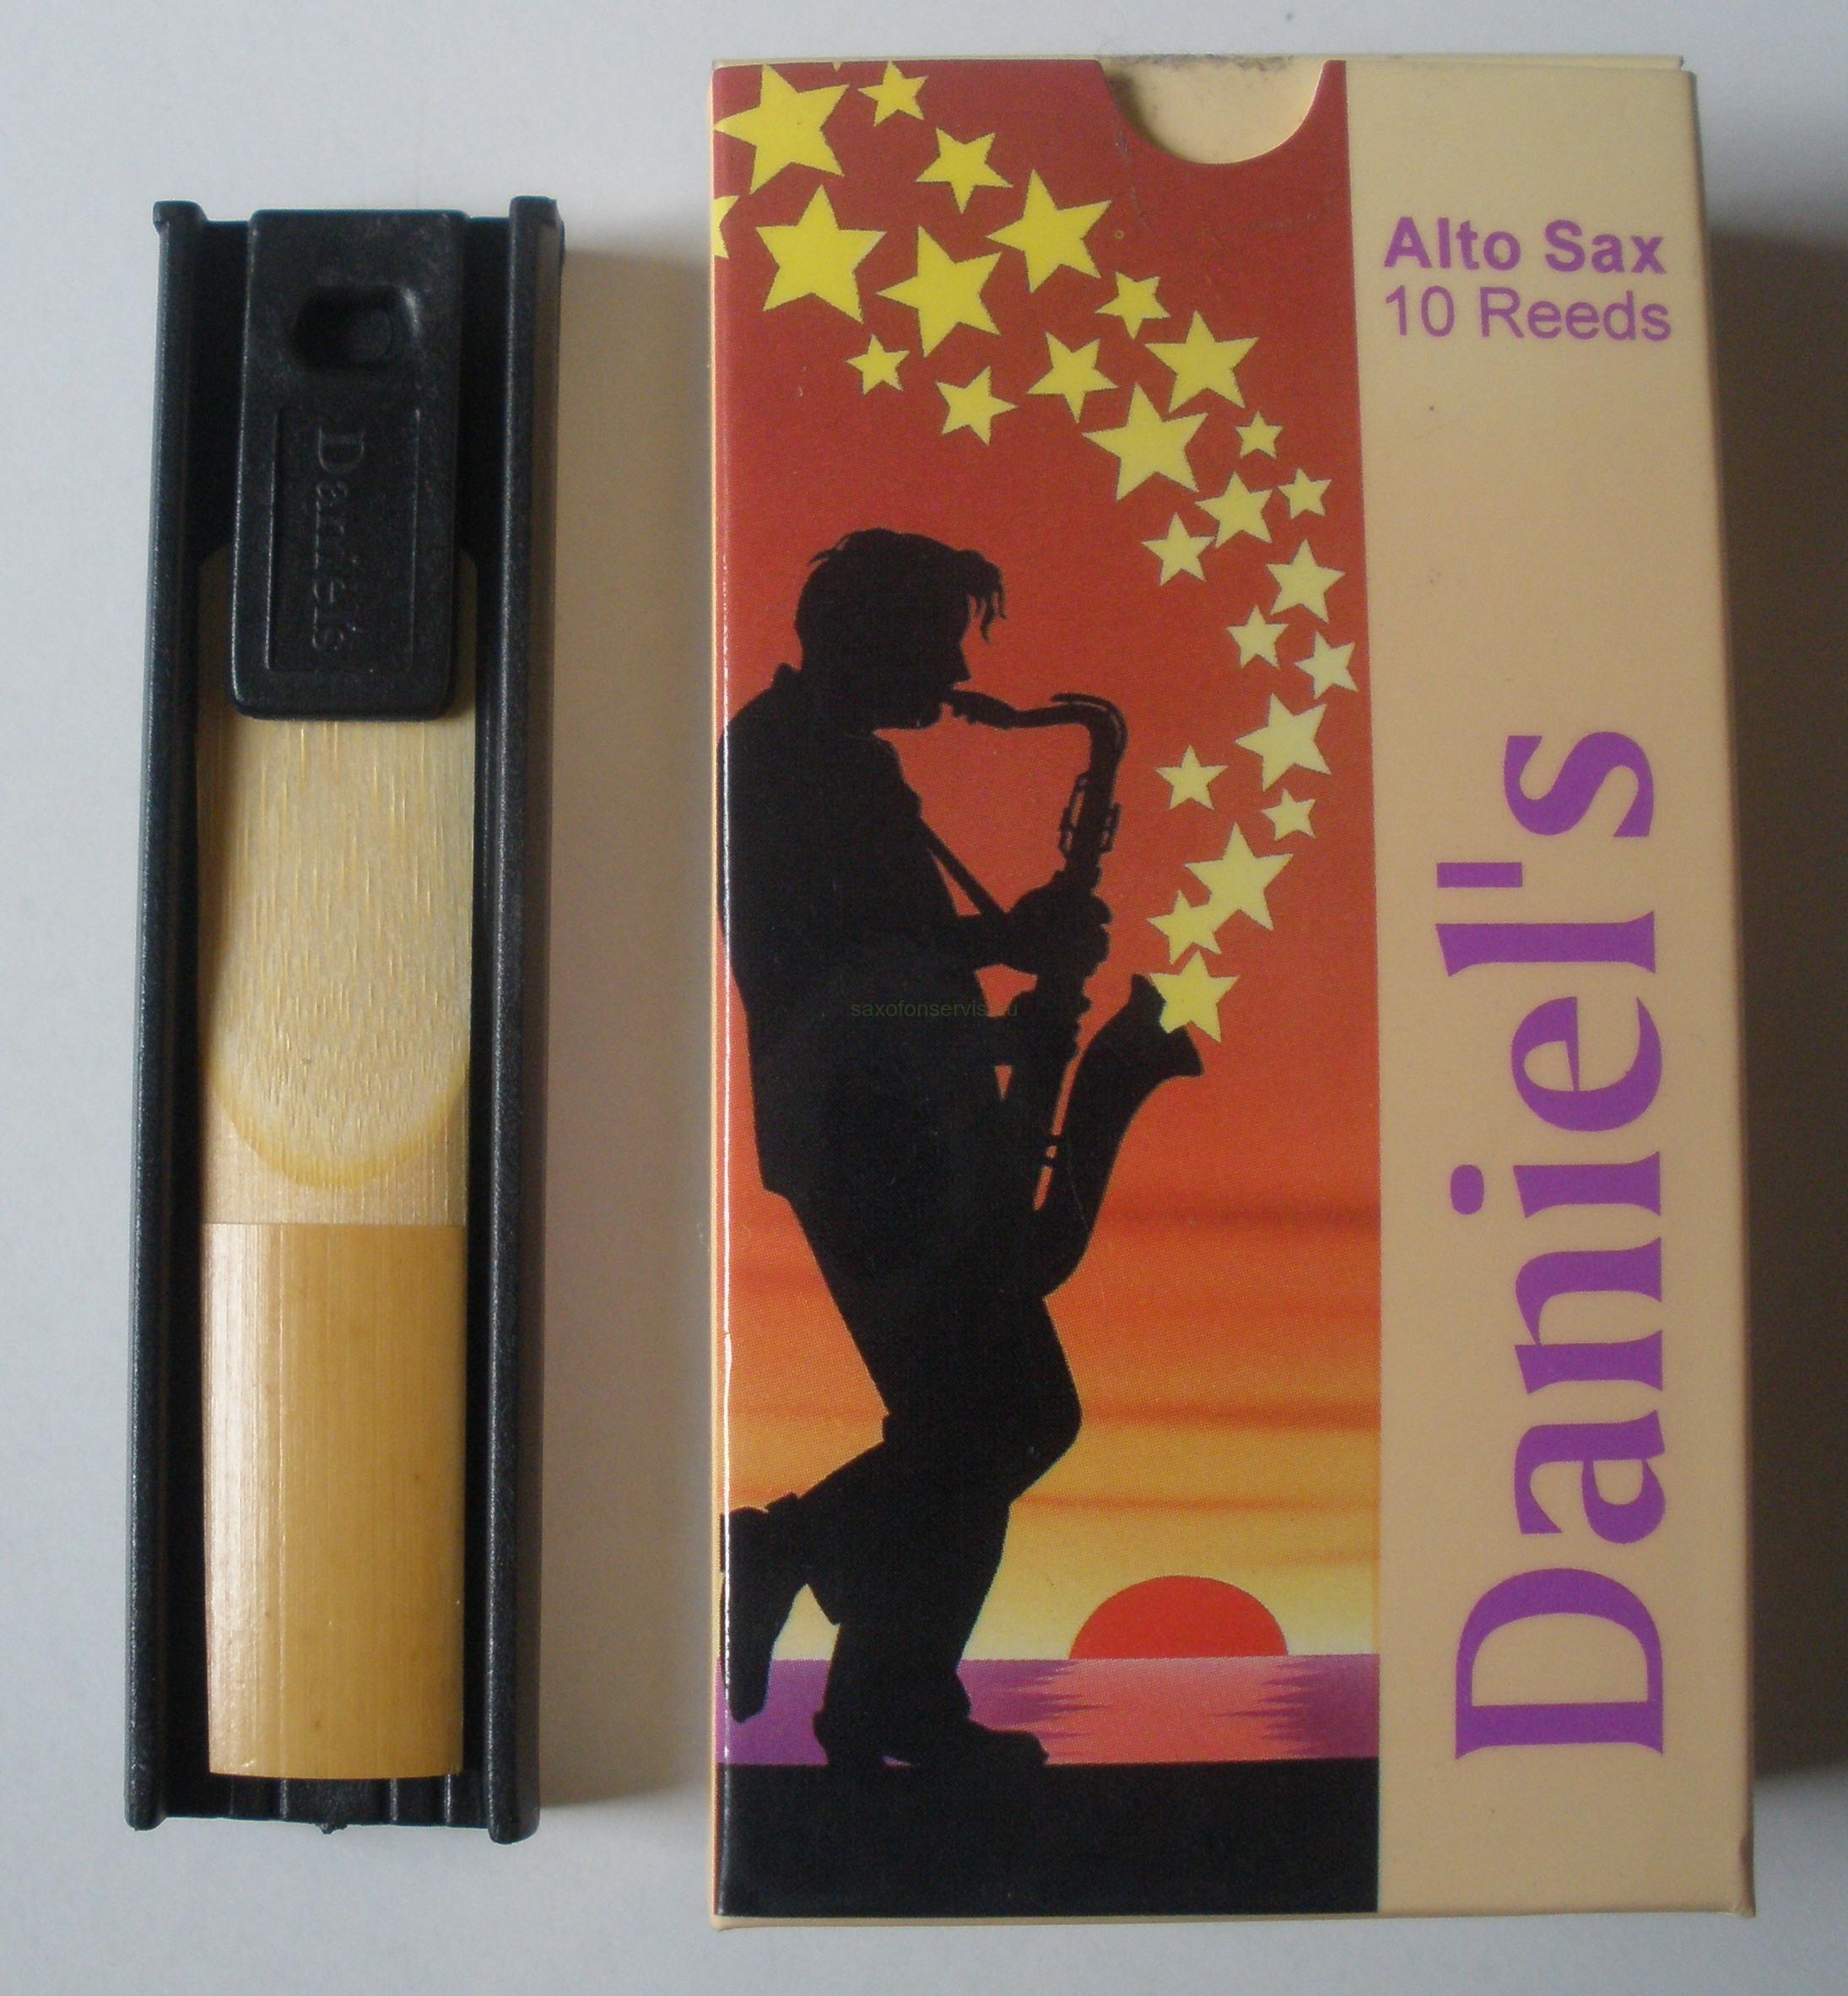 Daniel's
Alto Sax
10 Reeds
Daniel's